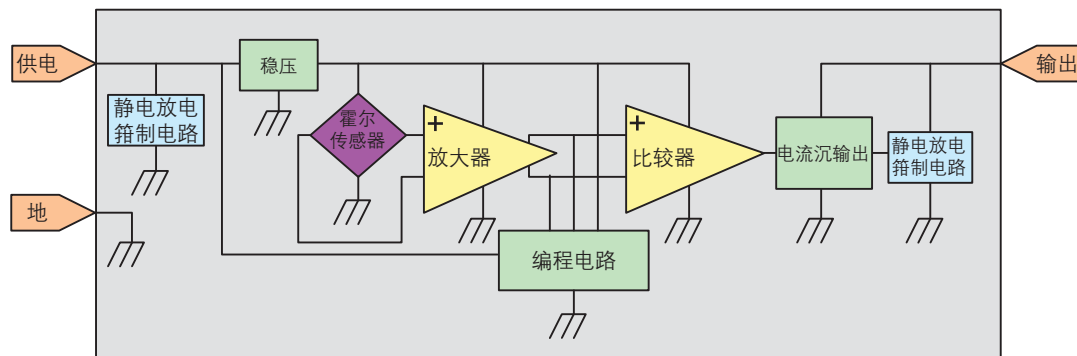 供电
稳压
输出
静电放电
箝制电路
霍尔
传感器
+
放大器
+
比较器
电流沉输出
静电放电
箝制电路
地
编程电路